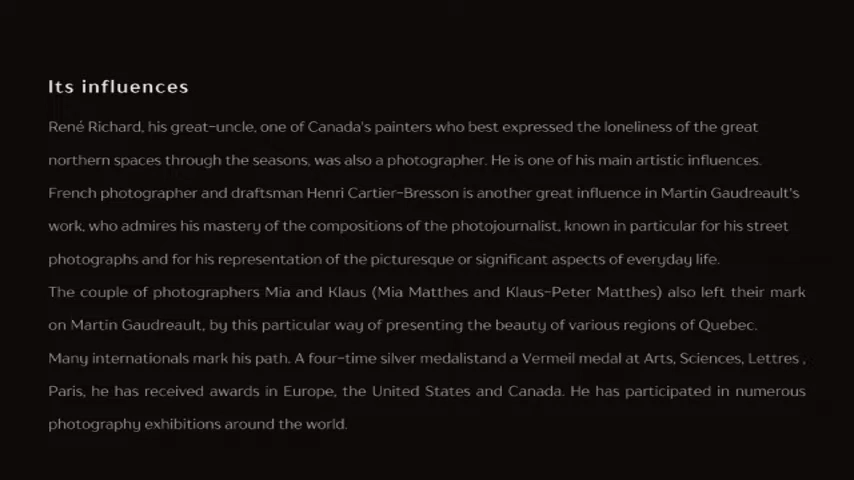 Its influences
René Richard, his great-uncle, one of Canada's painters who best expressed the loneliness of the great
northern spaces through the seasons, was also a photographer. He is one of his main artistic influences.
French photographer and draftsman Henri Cartier-Bresson is another great influence in Martin Gaudreault's
work, who admires his mastery of the compositions of the photojournalist, known in particular for his street
photographs and for his representation of the picturesque or significant aspects of everyday life.
The couple of photographers Mia and Klaus (Mia Matthes and Klaus-Peter Matthes) also left their mark
on Martin Gaudreault, by this particular way of presenting the beauty of various regions of Quebec.
Many internationals mark his path. A four-time silver medalistand a Vermeil medal at Arts, Sciences, Lettres ,
Paris, he has received awards in Europe, the United States and Canada. He has participated in numerous
photography exhibitions around the world.